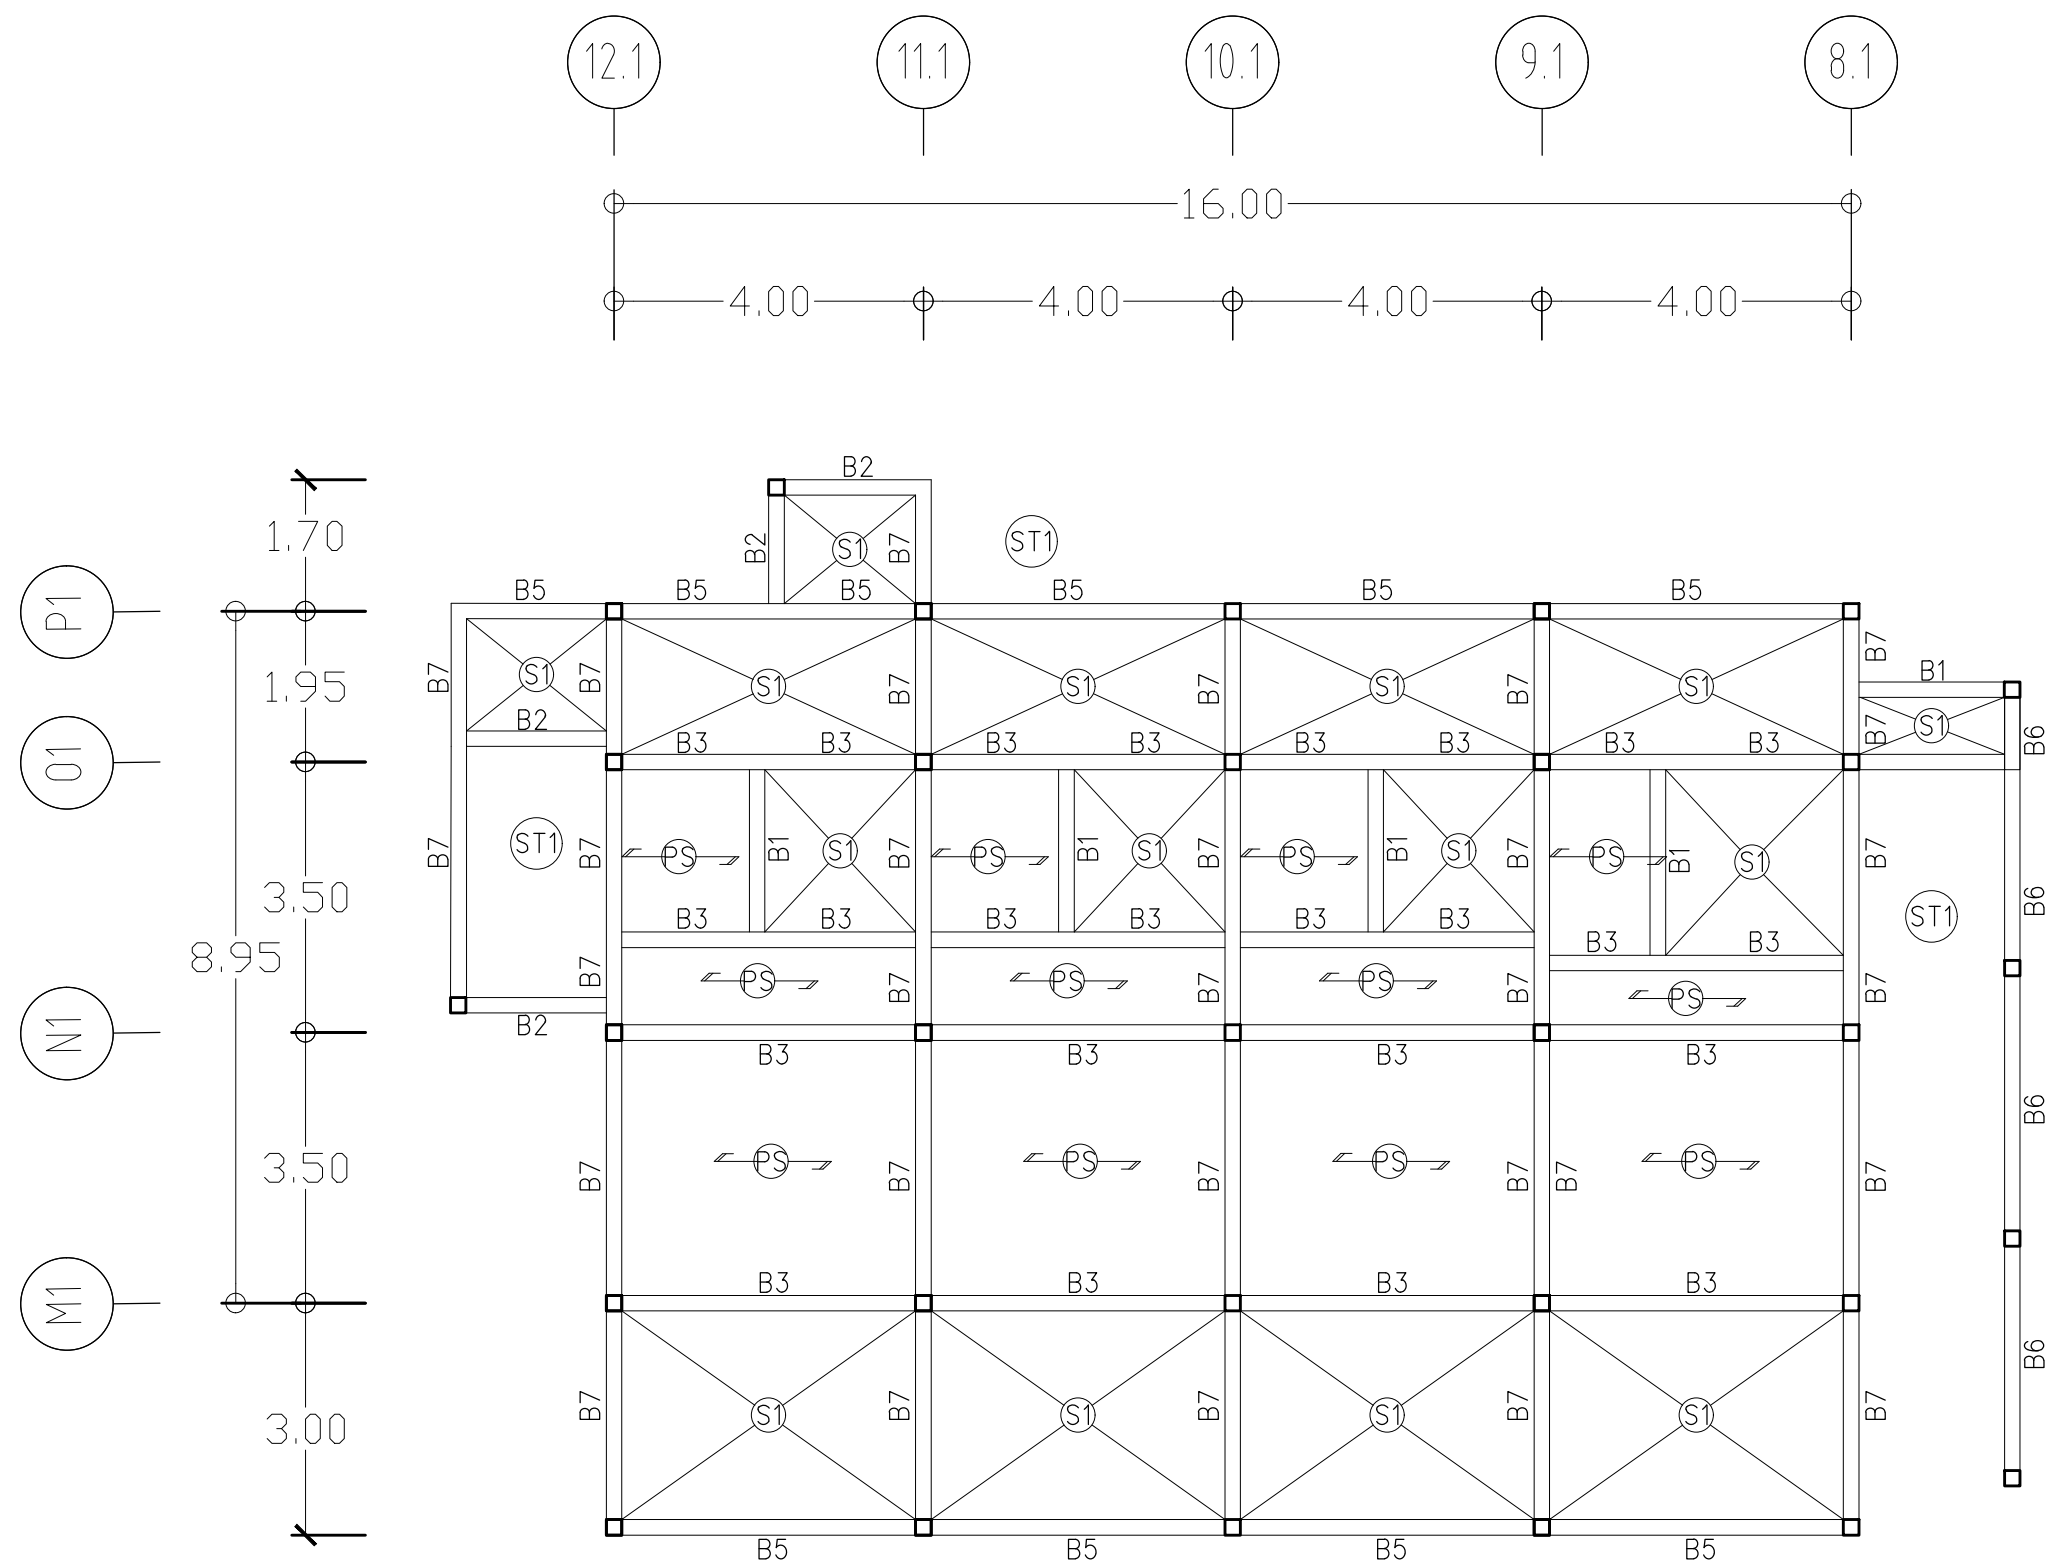 12.1 11.1 10.1 9.1 8.1
16.00
4.00 4.00 4.00 4.00
B2
1.70 B2 S1 B7 ST1
B5 B5 B5 B5 B5 B5
P1
B7
B1
1.95 B7 S1 B7 S1 B7 S1 B7 S1 B7 S1
B2 B7 S1 B6
B3 B3 B3 B3 B3 B3 B3 B3
O1
B7 ST1 B7 PS B1 S1 B7 PS B1 S1 B7 PS B1 S1 B7 PS B1 S1 B7
3.50 B6
ST1
B3 B3 B3 B3 B3 B3
B3 B3
8.95
B7 PS B7 PS B7 PS B7 PS B7
B2
N1
B3 B3 B3 B3
B6
3.50 B7 PS B7 PS B7 PS B7 B7 PS B7
B3 B3 B3 B3
M1
B6
3.00 B7 S1 B7 S1 B7 S1 B7 S1 B7
B5 B5 B5 B5